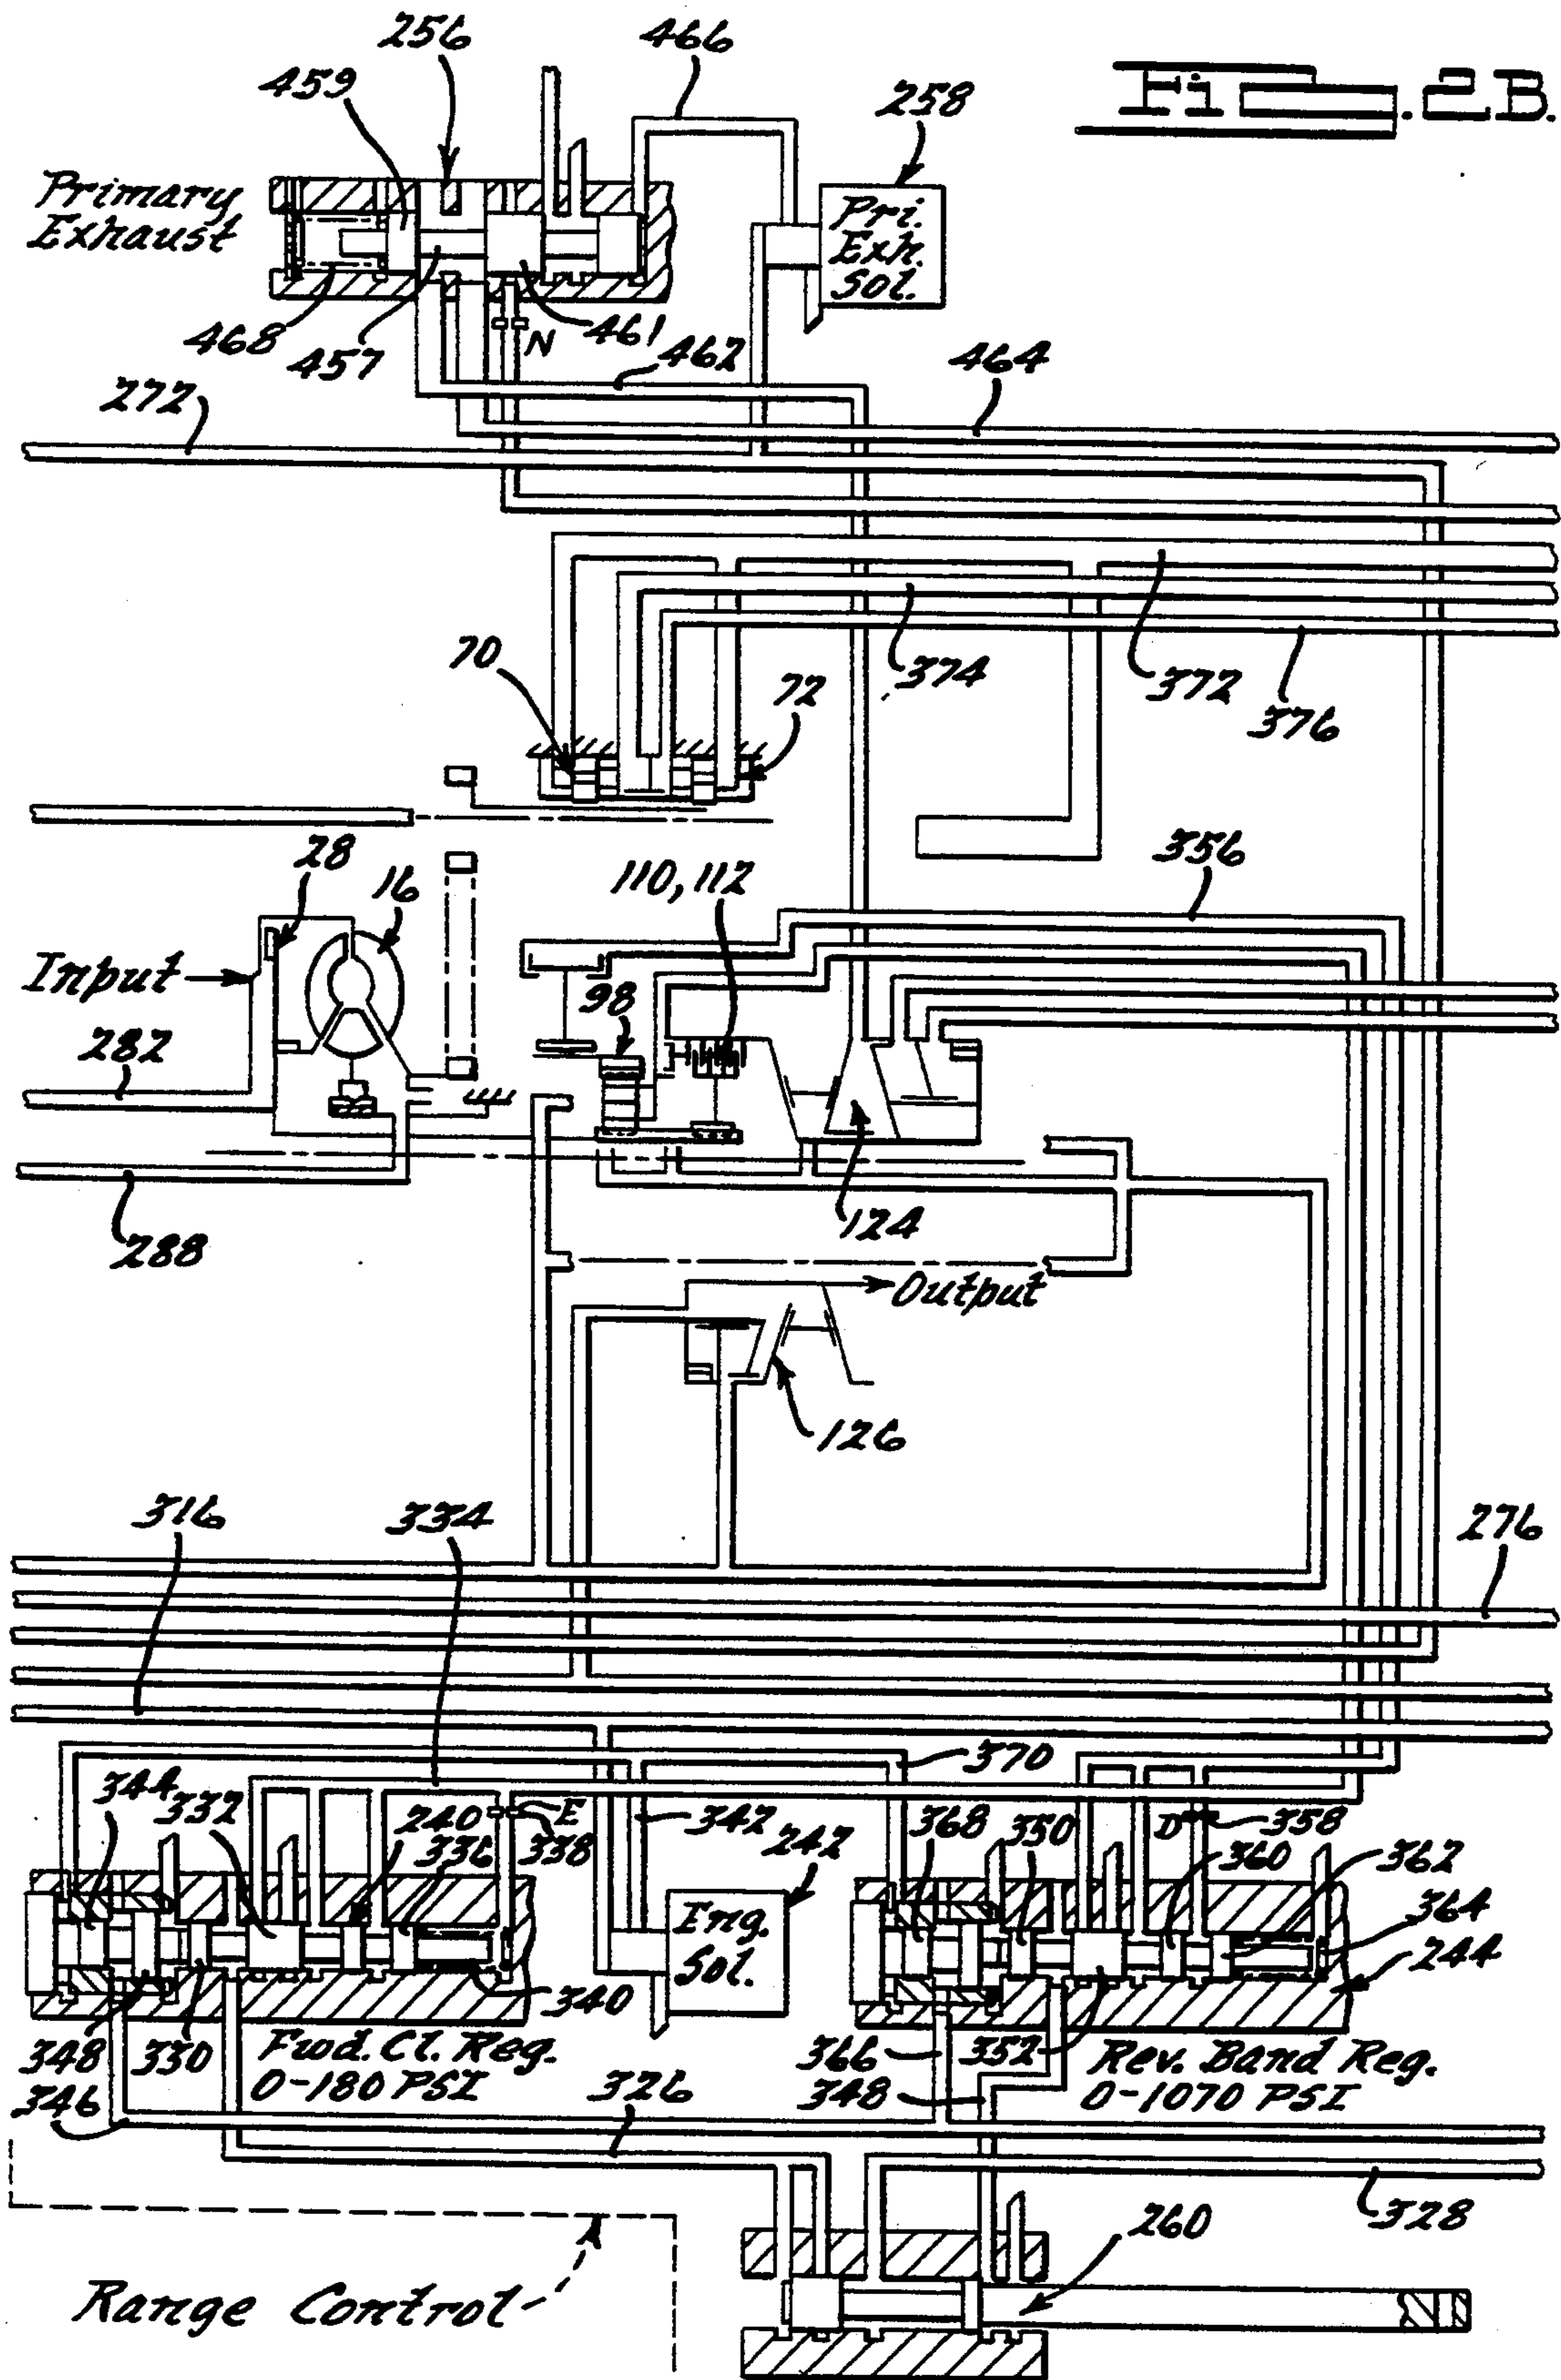 Fig. 2B.
256
466
459
258
Primary
Exhaust
Pri.
Exh.
Sol.
468
457
N
461
462
464
272
70
72
374
372
376
28
16
110, 112
356
Input
98
282
288
124
Output
126
316
334
276
370
344
332
240
336
E
338
342
242
368
350
D
358
360
362
364
244
Eng.
Sol.
340
348
330
Fwd. Cl. Reg.
0-180 PSI
346
326
366
352
348
Rev. Band Reg.
0-1070 PSI
328
260
Range Control